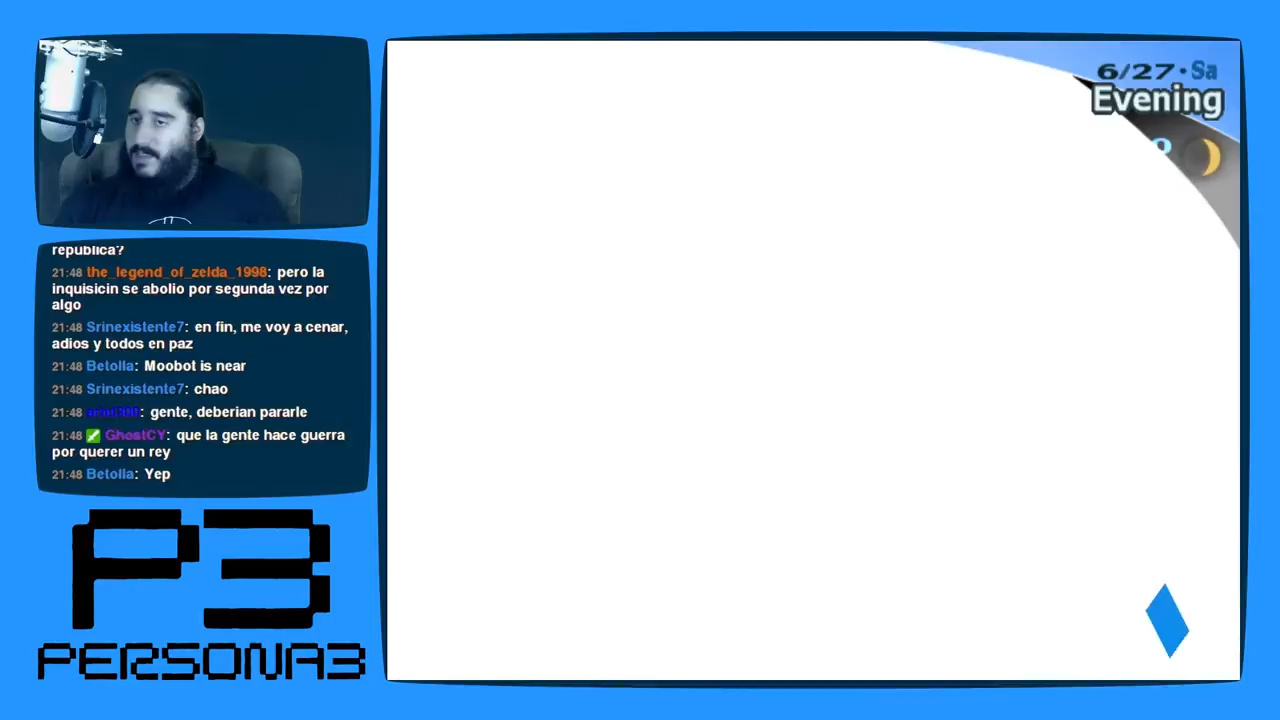 6/27·Sa
Evening
republica?
21:48 the_legend_of_zelda_1998: pero la
inquisicin se abolio por segunda vez por
algo
21:48 Srinexistente7: en fin, me voy a cenar,
adios y todos en paz
21:48 Betolla: Moobot is near
21:48 Srinexistente7: chao
21:48 : gente, deberian pararle
21:48 GhostCY: que la gente hace guerra
por querer un rey
21:48 Betolla: Yep
P3
PERSONA3